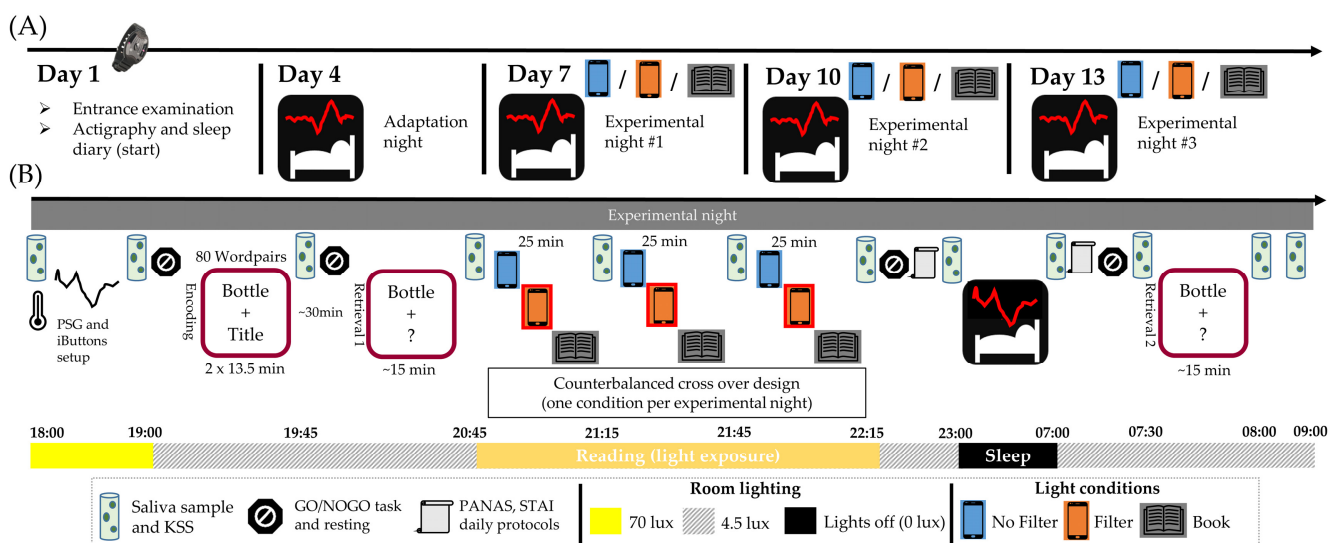 (A)
Day 1
➢ Entrance examination
➢ Actigraphy and sleep
diary (start)
Day 4
Adaptation
night
Day 7
/ /
Experimental
night #1
Day 10
/ /
Experimental
night #2
Day 13
/ /
Experimental
night #3
(B)
Experimental night
PSG and
iButtons
setup
80 Wordpairs
Encoding
Bottle
+
Title
2 x 13.5 min
~30min
Retrieval 1
Bottle
+
?
~15 min
25 min
25 min
25 min
Counterbalanced cross over design
(one condition per experimental night)
Retrieval 2
Bottle
+
?
~15 min
18:00 19:00 19:45 20:45 21:15 21:45 22:15 23:00 07:00 07:30 08:00 09:00
Reading (light exposure) Sleep
Saliva sample
and KSS
GO/NOGO task
and resting
PANAS, STAI
daily protocols
Room lighting
70 lux 4.5 lux Lights off (0 lux)
Light conditions
No Filter Filter Book